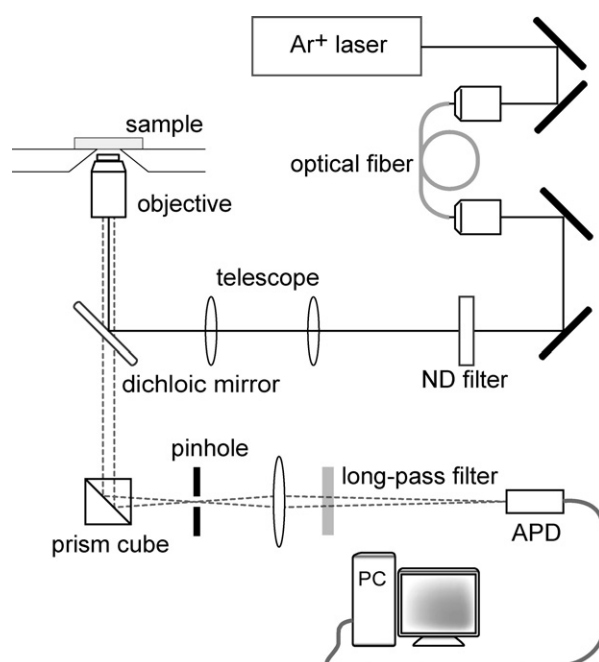 Ar+ laser
sample
optical fiber
objective
telescope
dichloic mirror
ND filter
pinhole
long-pass filter
prism cube
APD
PC